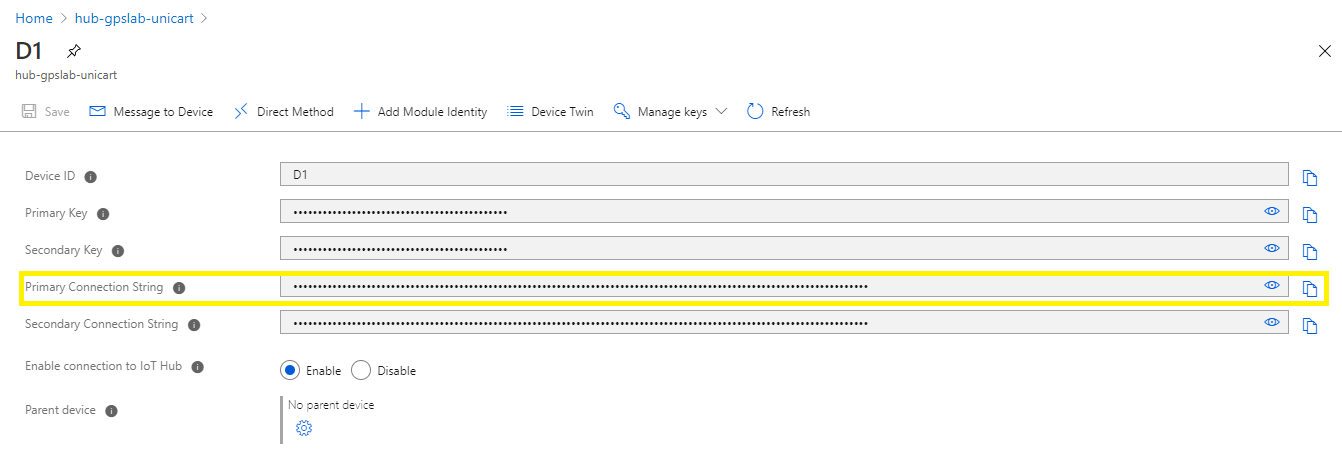 Home > hub-gpslab-unicart >
D1
hub-gpslab-unicart
Save Message to Device Direct Method Add Module Identity Device Twin Manage keys Refresh
Device ID D1
Primary Key ••••••••••••••••••••••••••••••••••••••••••••
Secondary Key ••••••••••••••••••••••••••••••••••••••••••••
Primary Connection String
Secondary Connection String
Enable connection to IoT Hub Enable Disable
Parent device No parent device